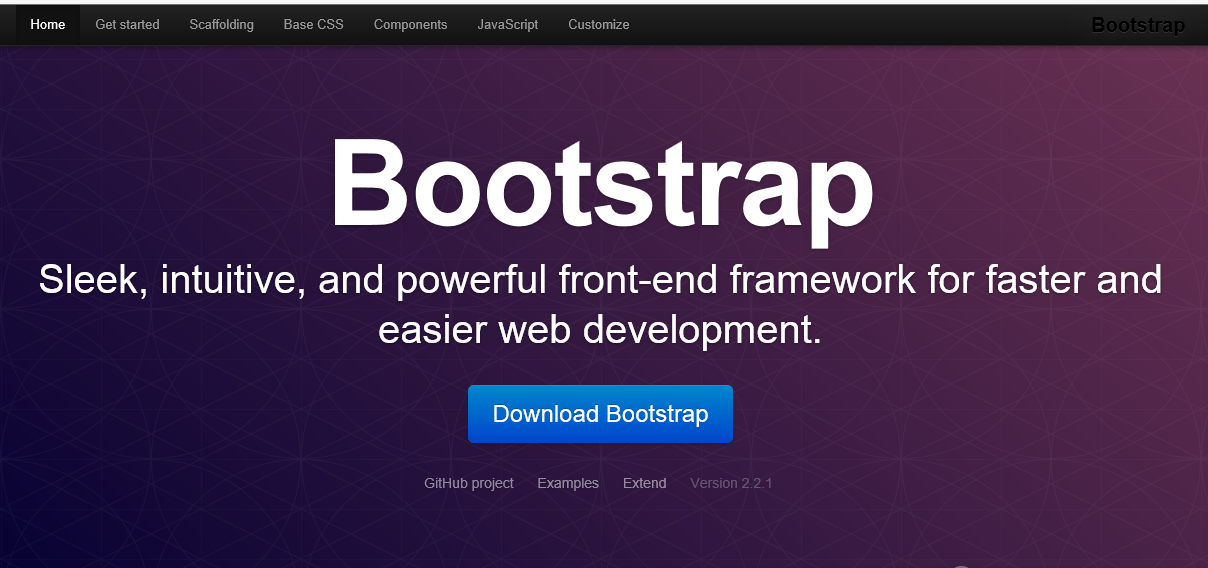 Home Get started Scaffolding Base CSS Components JavaScript Customize Bootstrap
Bootstrap
Sleek, intuitive, and powerful front-end framework for faster and
easier web development.
Download Bootstrap
GitHub project Examples Extend Version 2.2.1